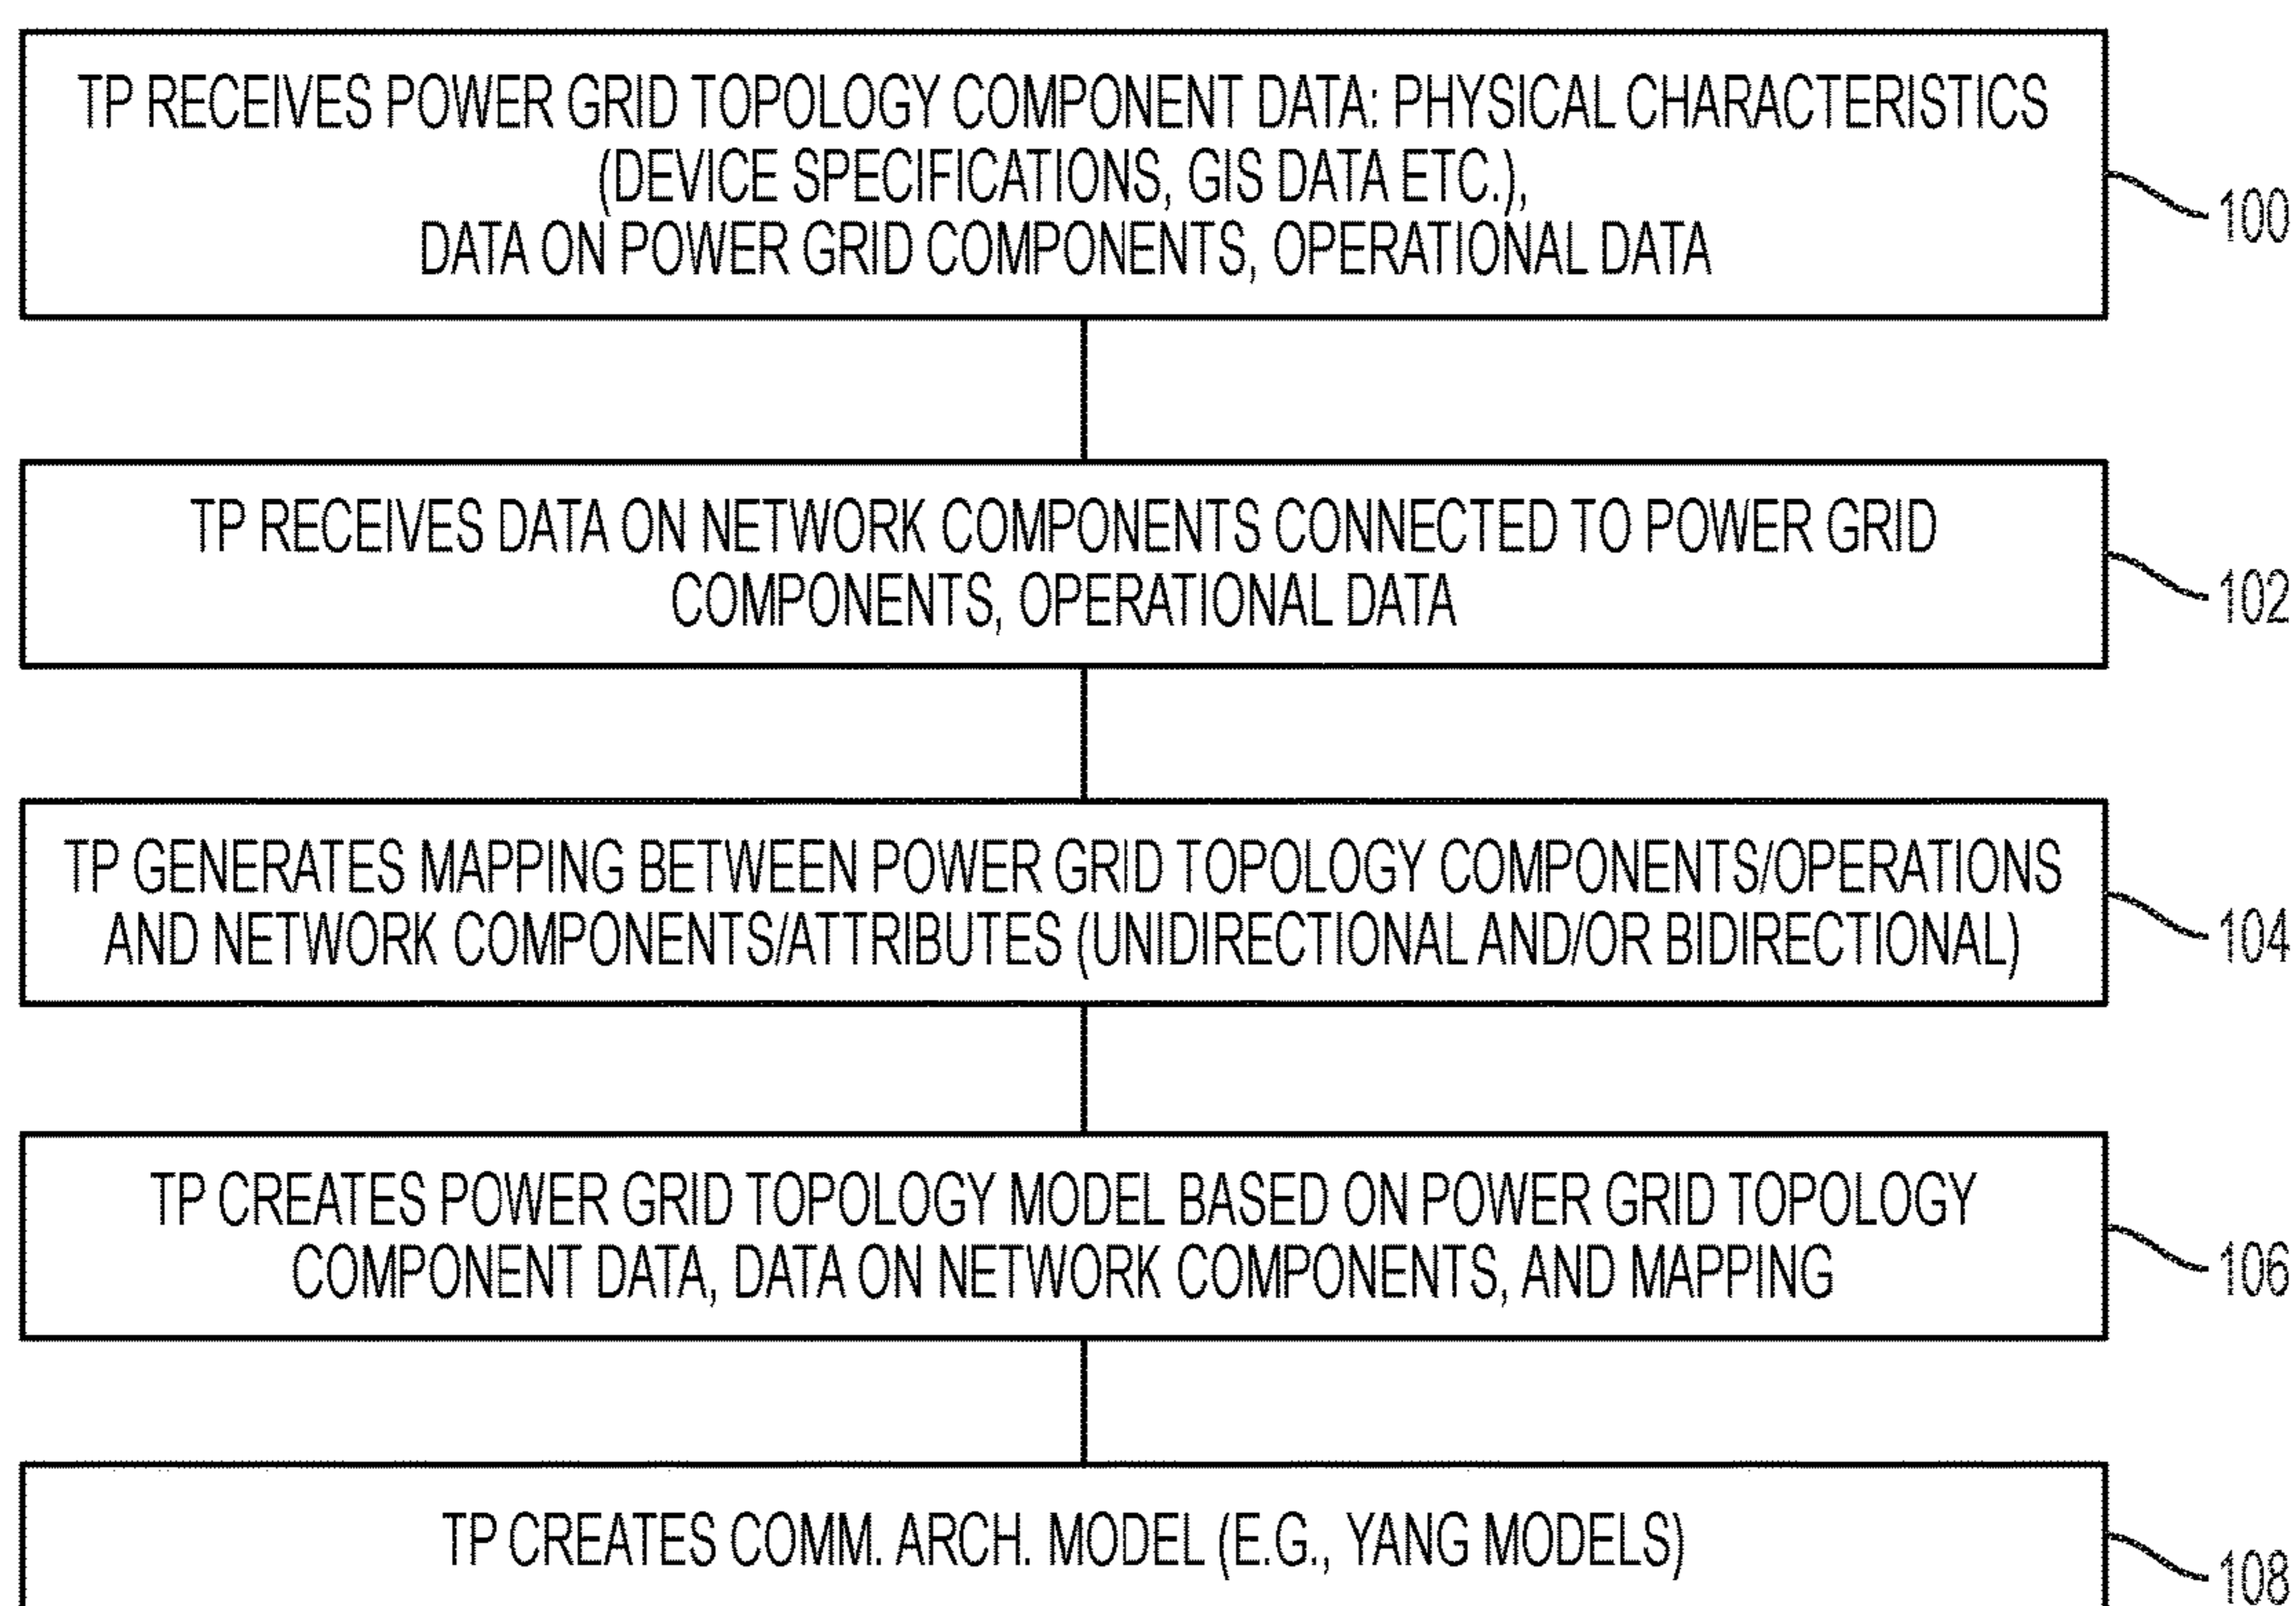 TP RECEIVES POWER GRID TOPOLOGY COMPONENT DATA: PHYSICAL CHARACTERISTICS
(DEVICE SPECIFICATIONS, GIS DATA ETC.),
DATA ON POWER GRID COMPONENTS, OPERATIONAL DATA
100
TP RECEIVES DATA ON NETWORK COMPONENTS CONNECTED TO POWER GRID
COMPONENTS, OPERATIONAL DATA
102
TP GENERATES MAPPING BETWEEN POWER GRID TOPOLOGY COMPONENTS/OPERATIONS
AND NETWORK COMPONENTS/ATTRIBUTES (UNIDIRECTIONAL AND/OR BIDIRECTIONAL)
104
TP CREATES POWER GRID TOPOLOGY MODEL BASED ON POWER GRID TOPOLOGY
COMPONENT DATA, DATA ON NETWORK COMPONENTS, AND MAPPING
106
TP CREATES COMM. ARCH. MODEL (E.G., YANG MODELS)
108